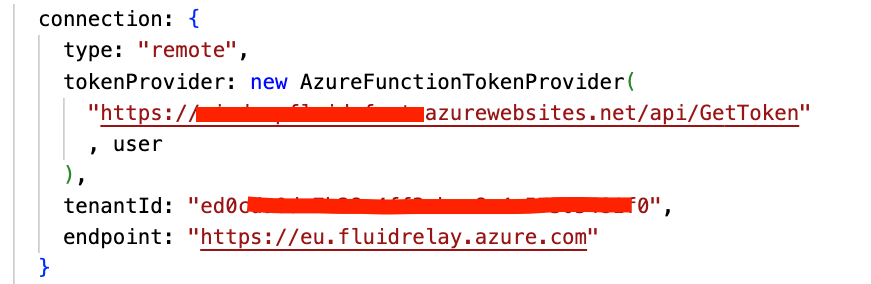 connection: {
type: "remote",
tokenProvider: new AzureFunctionTokenProvider(
"https:// azurewebsites.net/api/GetToken"
, user
),
tenantId: "ed0c f0",
endpoint: "https://eu.fluidrelay.azure.com"
}